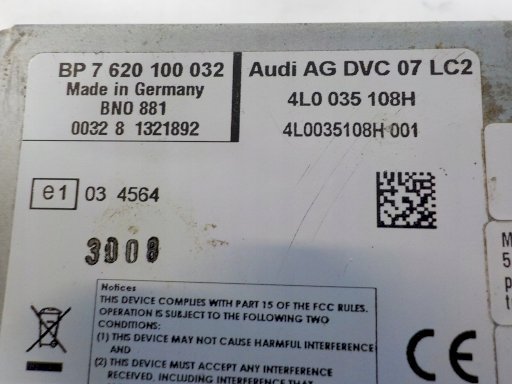 BP 7 620 100 032
Made in Germany
BNO 881
0032 8 1321892
Audi AG DVC 07 LC2
4L0 035 108H
4L0035108H 001
e1 03 4564
3008
Notices
THIS DEVICE COMPLIES WITH PART 15 OF THE FCC RULES.
OPERATION IS SUBJECT TO THE FOLLOWING TWO
CONDITIONS:
(1) THIS DEVICE MAY NOT CAUSE HARMFUL INTERFERENCE
AND
(2) THIS DEVICE MUST ACCEPT ANY INTERFERENCE
RECEIVED, INCLUDING INTERFERENCE THAT
CE